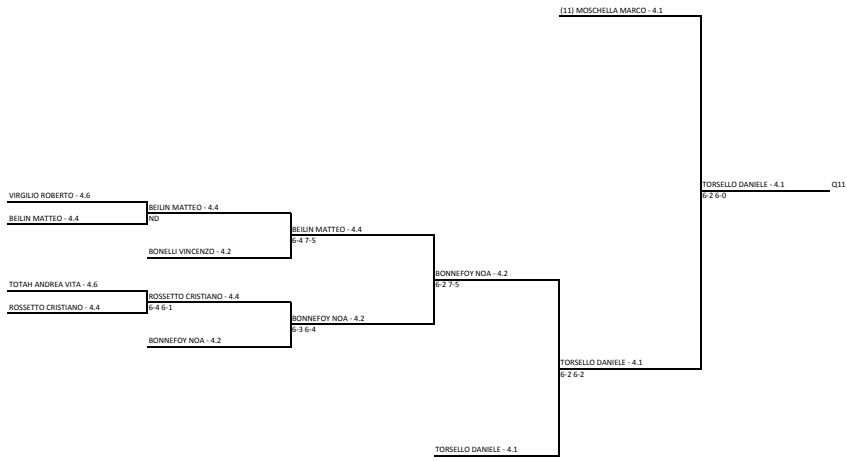 (11) MOSCHELLA MARCO - 4.1
TORSELLO DANIELE - 4.1
Q11
6-2 6-0
VIRGILIO ROBERTO - 4.6
BEILIN MATTEO - 4.4
BEILIN MATTEO - 4.4
ND
BEILIN MATTEO - 4.4
6-4 7-5
BONELLI VINCENZO - 4.2
BONNEFOY NOA - 4.2
6-2 7-5
TOTAH ANDREA VITA - 4.6
ROSSETTO CRISTIANO - 4.4
ROSSETTO CRISTIANO - 4.4
6-4 6-1
BONNEFOY NOA - 4.2
6-3 6-4
BONNEFOY NOA - 4.2
TORSELLO DANIELE - 4.1
6-2 6-2
TORSELLO DANIELE - 4.1